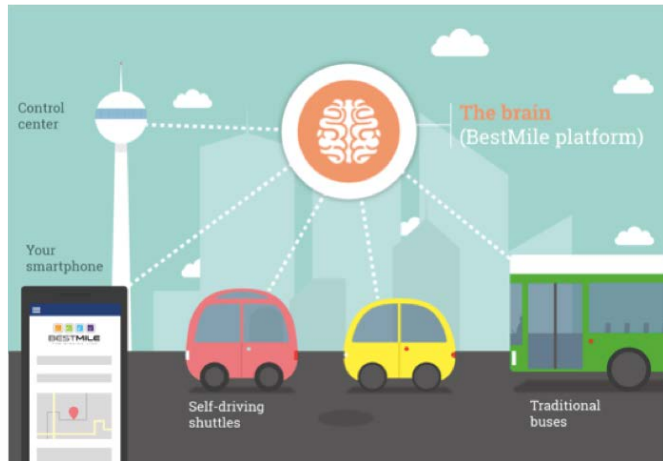 Control
center
The brain
(BestMile platform)
Your
smartphone
BESTMILE
Self-driving
shuttles
Traditional
buses